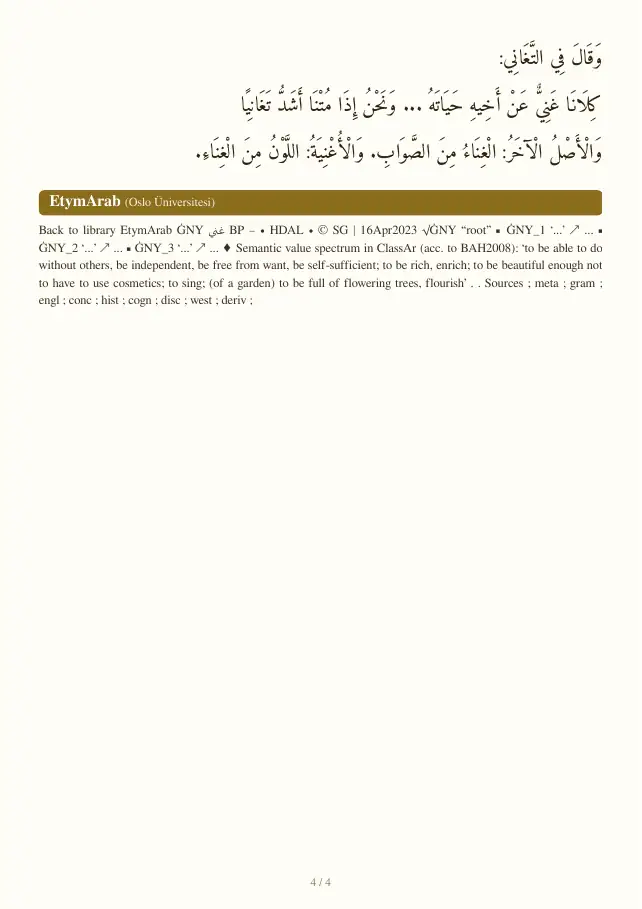 وَقَالَ فِي التَّغَانِي:
كِلَانَا غَنِيٌّ عَنْ أَخِيهِ حَيَاتَهُ ... وَنَحْنُ إِذَا مُتْنَا أَشَدُّ تَغَانِيًا
وَالْأَصْلُ الْآخَرُ: الْغِنَاءُ مِنَ الصَّوَابِ. وَالْأُغْنِيَةُ: اللَّوْنُ مِنَ الْغِنَاءِ.
EtymArab (Oslo Üniversitesi)
Back to library EtymArab ĠNY غني BP – • HDAL • © SG | 16Apr2023 √ĠNY “root” ▪ ĠNY_1 ‘...’ ↗ ... ▪
ĠNY_2 ‘...’ ↗ ... ▪ ĠNY_3 ‘...’ ↗ ... ♦ Semantic value spectrum in ClassAr (acc. to BAH2008): ‘to be able to do
without others, be independent, be free from want, be self-sufficient; to be rich, enrich; to be beautiful enough not
to have to use cosmetics; to sing; (of a garden) to be full of flowering trees, flourish’ . . Sources ; meta ; gram ;
engl ; conc ; hist ; cogn ; disc ; west ; deriv ;
4 / 4